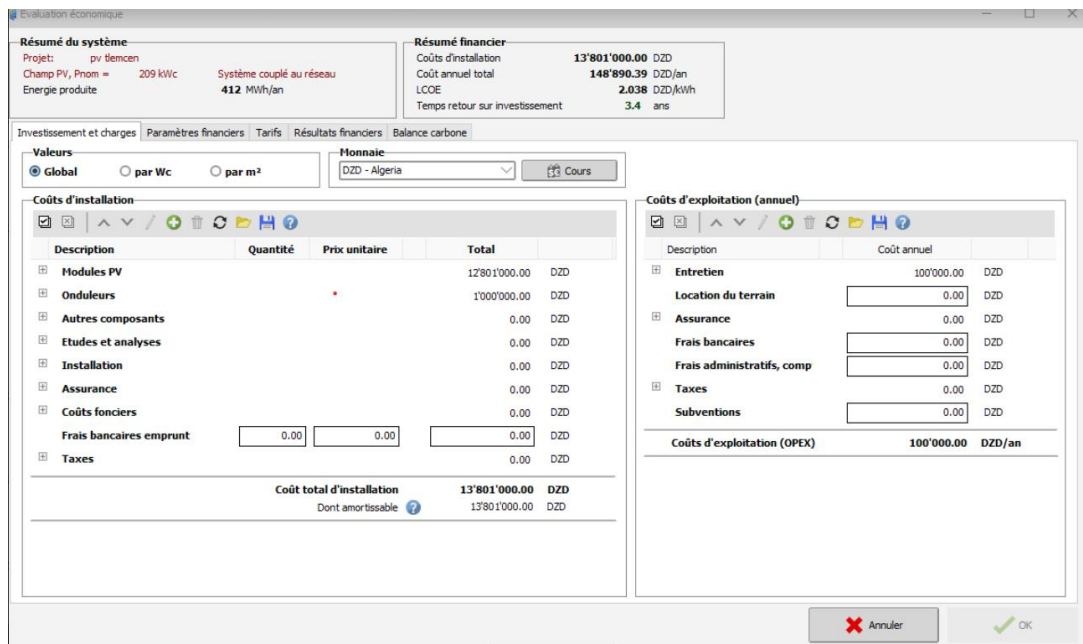 Evaluation économique
Résumé du système
Projet: pv tlemcen
Champ PV, Pnom = 209 kWc Système couplé au réseau
Energie produite 412 MWh/an
Résumé financier
Coûts d'installation 13'801'000.00 DZD
Coût annuel total 148'890.39 DZD/an
LCOE 2.038 DZD/kWh
Temps retour sur investissement 3.4 ans
Investissement et charges Paramètres financiers Tarifs Résultats financiers Balance carbone
Valeurs
Global par Wc par m²
Monnaie
DZD - Algeria Cours
Coûts d'installation
Description Quantité Prix unitaire Total
Modules PV 12'801'000.00 DZD
Onduleurs 1'000'000.00 DZD
Autres composants 0.00 DZD
Etudes et analyses 0.00 DZD
Installation 0.00 DZD
Assurance 0.00 DZD
Coûts fonciers 0.00 DZD
Frais bancaires emprunt 0.00 0.00 0.00 DZD
Taxes 0.00 DZD
Coût total d'installation 13'801'000.00 DZD
Dont amortissable 13'801'000.00 DZD
Coûts d'exploitation (annuel)
Description Coût annuel
Entretien 100'000.00 DZD
Location du terrain 0.00 DZD
Assurance 0.00 DZD
Frais bancaires 0.00 DZD
Frais administratifs, comp 0.00 DZD
Taxes 0.00 DZD
Subventions 0.00 DZD
Coûts d'exploitation (OPEX) 100'000.00 DZD/an
Annuler OK